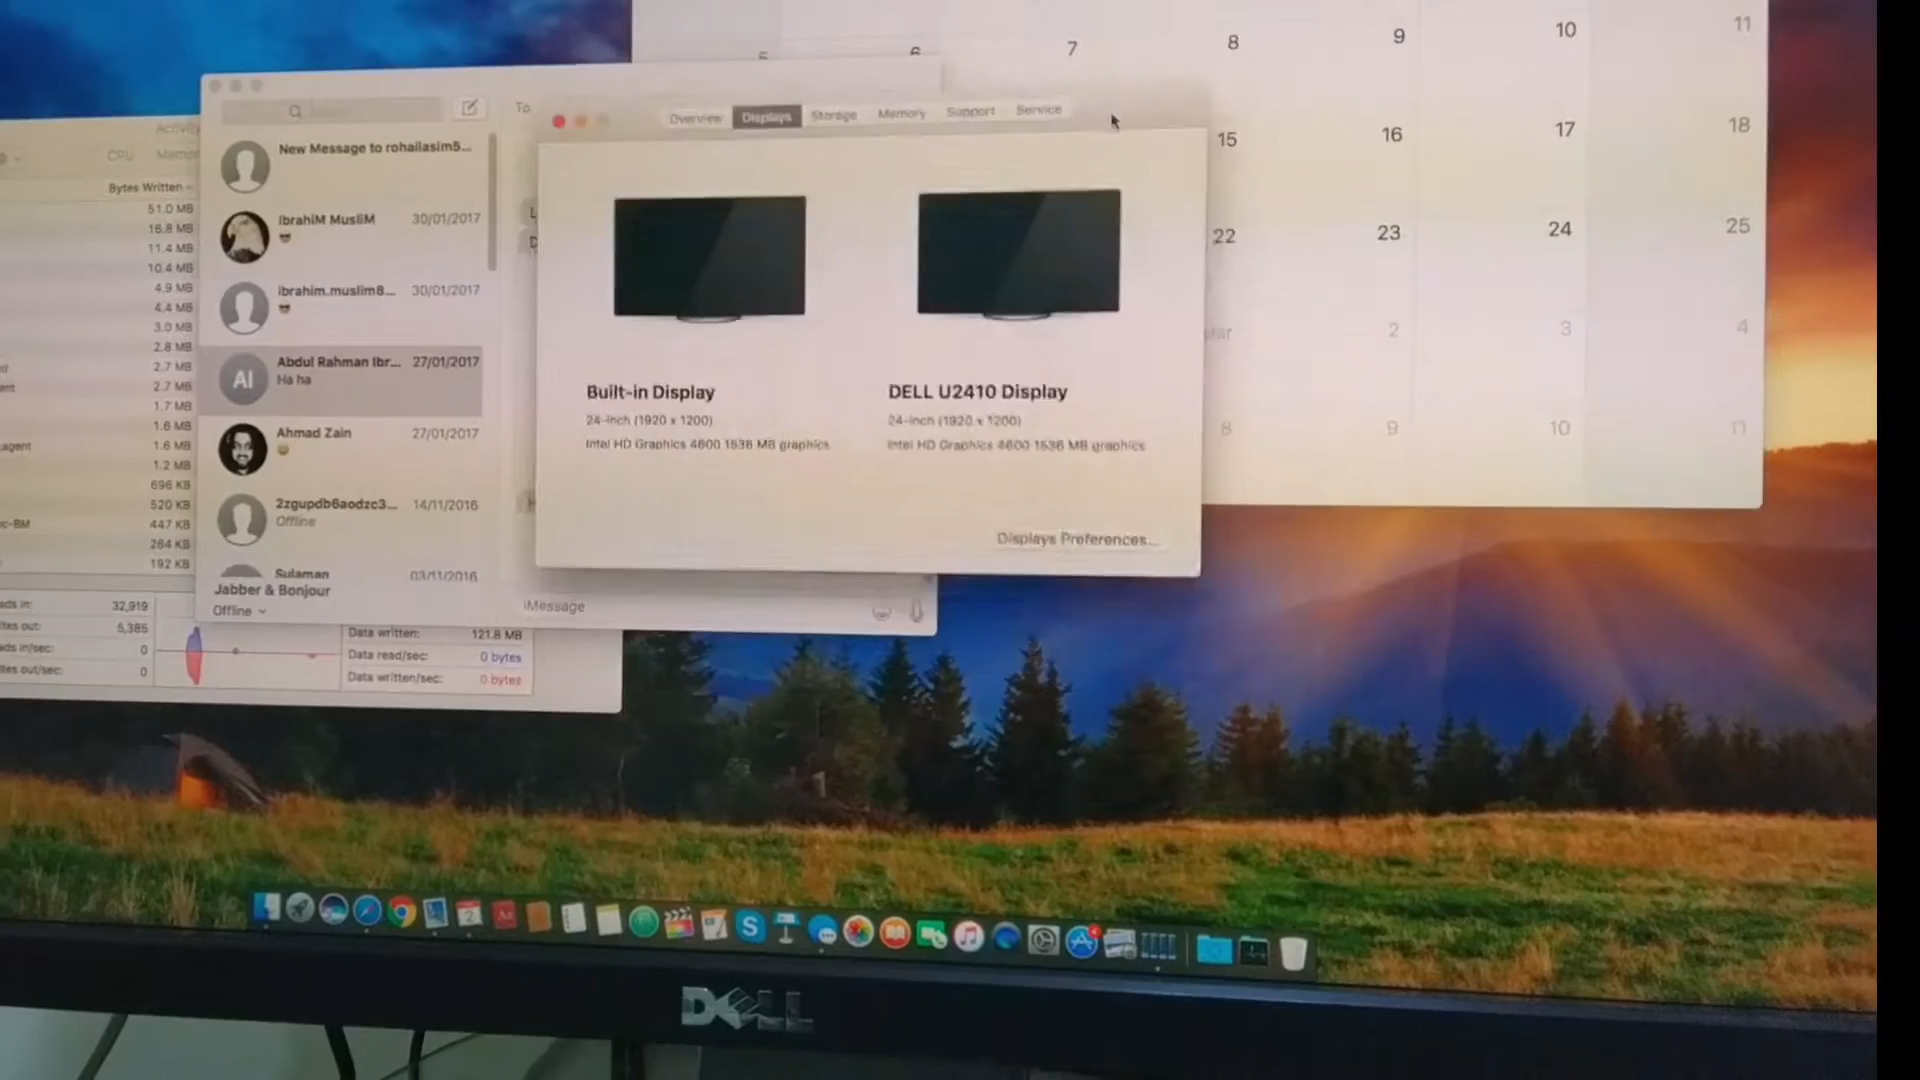 5
6
7
8
9
10
11
15
16
17
18
22
23
24
25
2
3
4
8
9
10
11
CPU
Bytes Written
51.0 MB
16.8 MB
11.4 MB
10.4 MB
4.9 MB
4.4 MB
3.0 MB
2.8 MB
2.7 MB
2.7 MB
1.7 MB
1.6 MB
1.6 MB
1.2 MB
696 KB
520 KB
447 KB
264 KB
192 KB
32,919
5,385
0
0
Data written: 121.8 MB
Data read/sec: 0 bytes
Data written/sec: 0 bytes
To
New Message to rohailasim5...
IbrahiM MusliM 30/01/2017
ibrahim.muslim8... 30/01/2017
AI
Abdul Rahman Ibr... 27/01/2017
Ha ha
Ahmad Zain 27/01/2017
2zgupdb6aodzc3... 14/11/2016
Offline
Sulaman 03/11/2016
Jabber & Bonjour
Offline
iMessage
Overview Displays Storage Memory Support Service
Built-in Display
24-inch (1920 x 1200)
Intel HD Graphics 4600 1536 MB graphics
DELL U2410 Display
24-inch (1920 x 1200)
Intel HD Graphics 4600 1536 MB graphics
Displays Preferences...
DELL